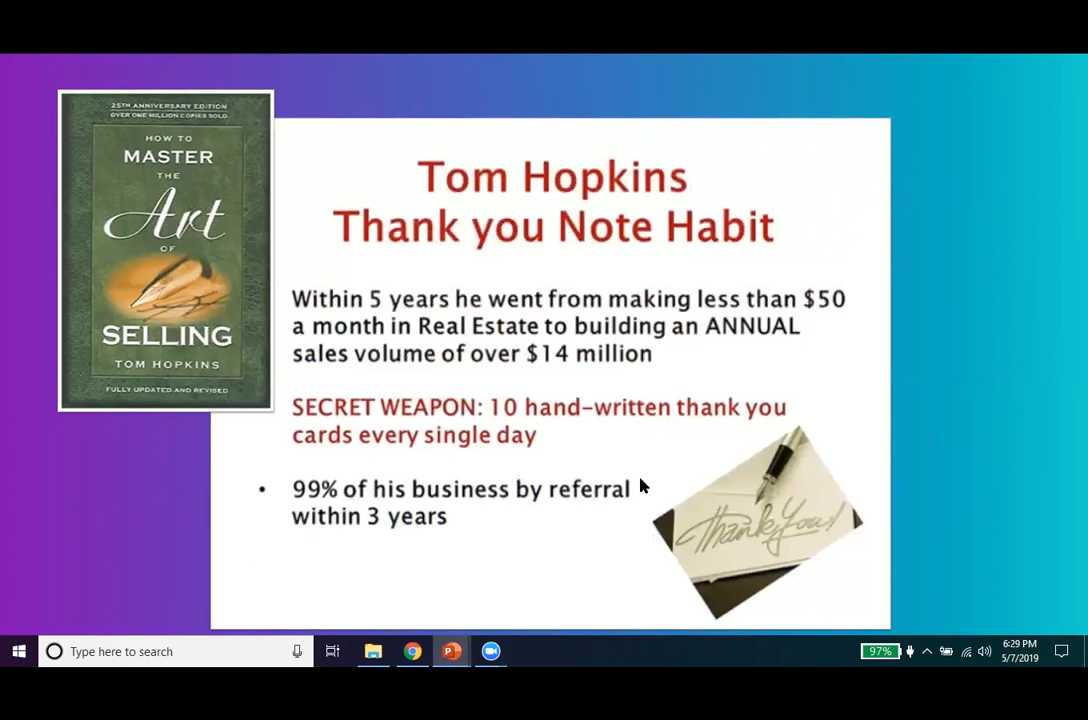 25TH ANNIVERSARY EDITION
OVER ONE MILLION COPIES SOLD
HOW TO
MASTER
THE
Art
OF
SELLING
TOM HOPKINS
FULLY UPDATED AND REVISED
Tom Hopkins
Thank you Note Habit
Within 5 years he went from making less than $50
a month in Real Estate to building an ANNUAL
sales volume of over $14 million
SECRET WEAPON: 10 hand-written thank you
cards every single day
• 99% of his business by referral
within 3 years
Thank You!
Type here to search
97%
6:29 PM
5/7/2019